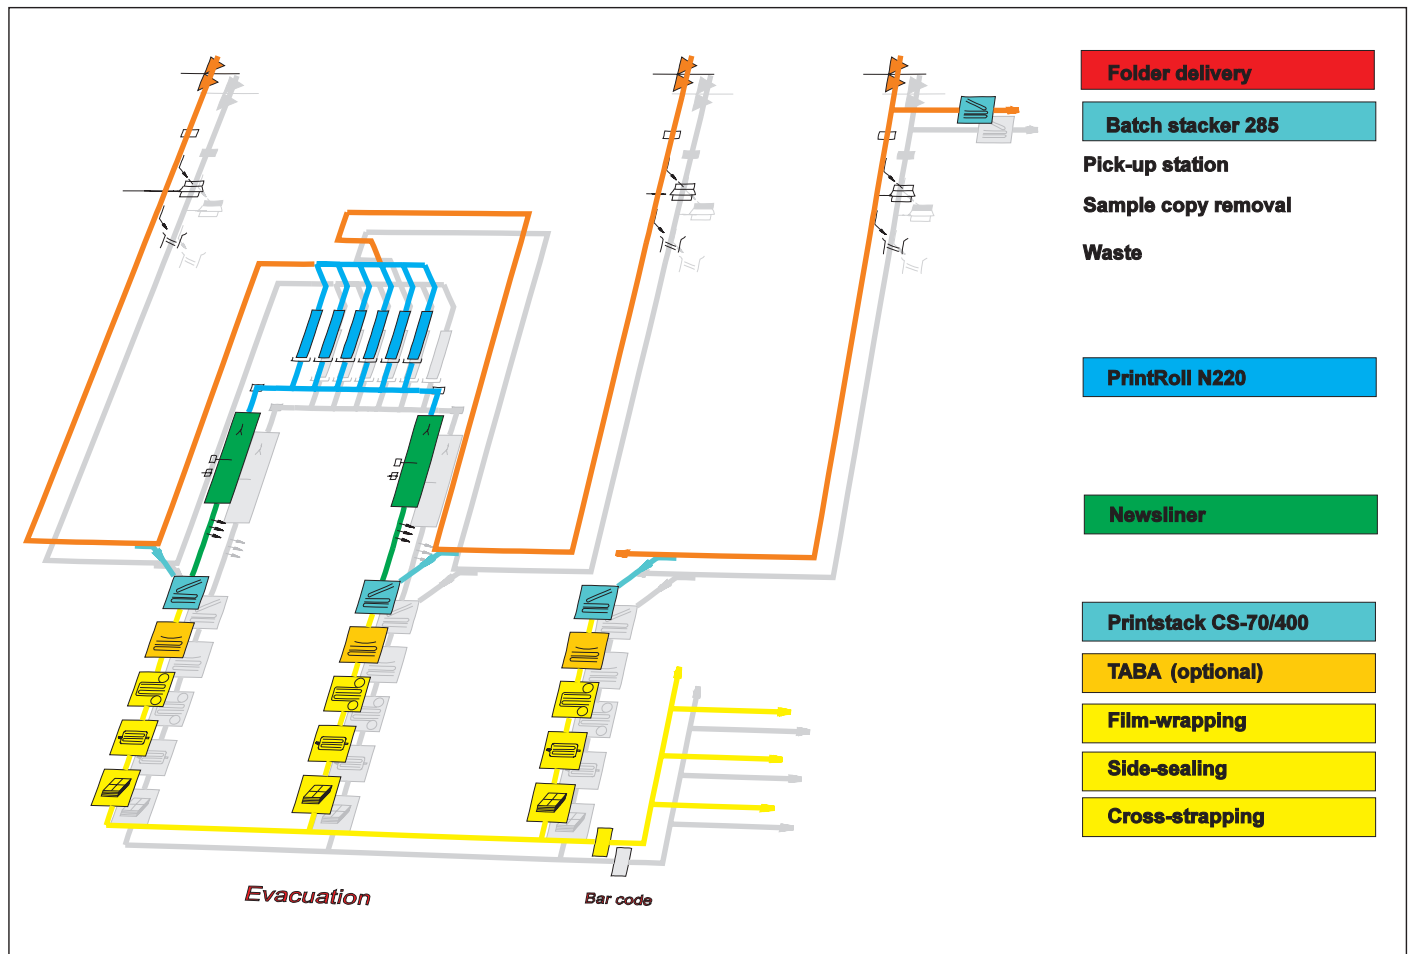 Folder delivery
Batch stacker 285
Pick-up station
Sample copy removal
Waste
PrintRoll N220
Newsliner
Printstack CS-70/400
TABA (optional)
Film-wrapping
Side-sealing
Cross-strapping
Evacuation
Bar code